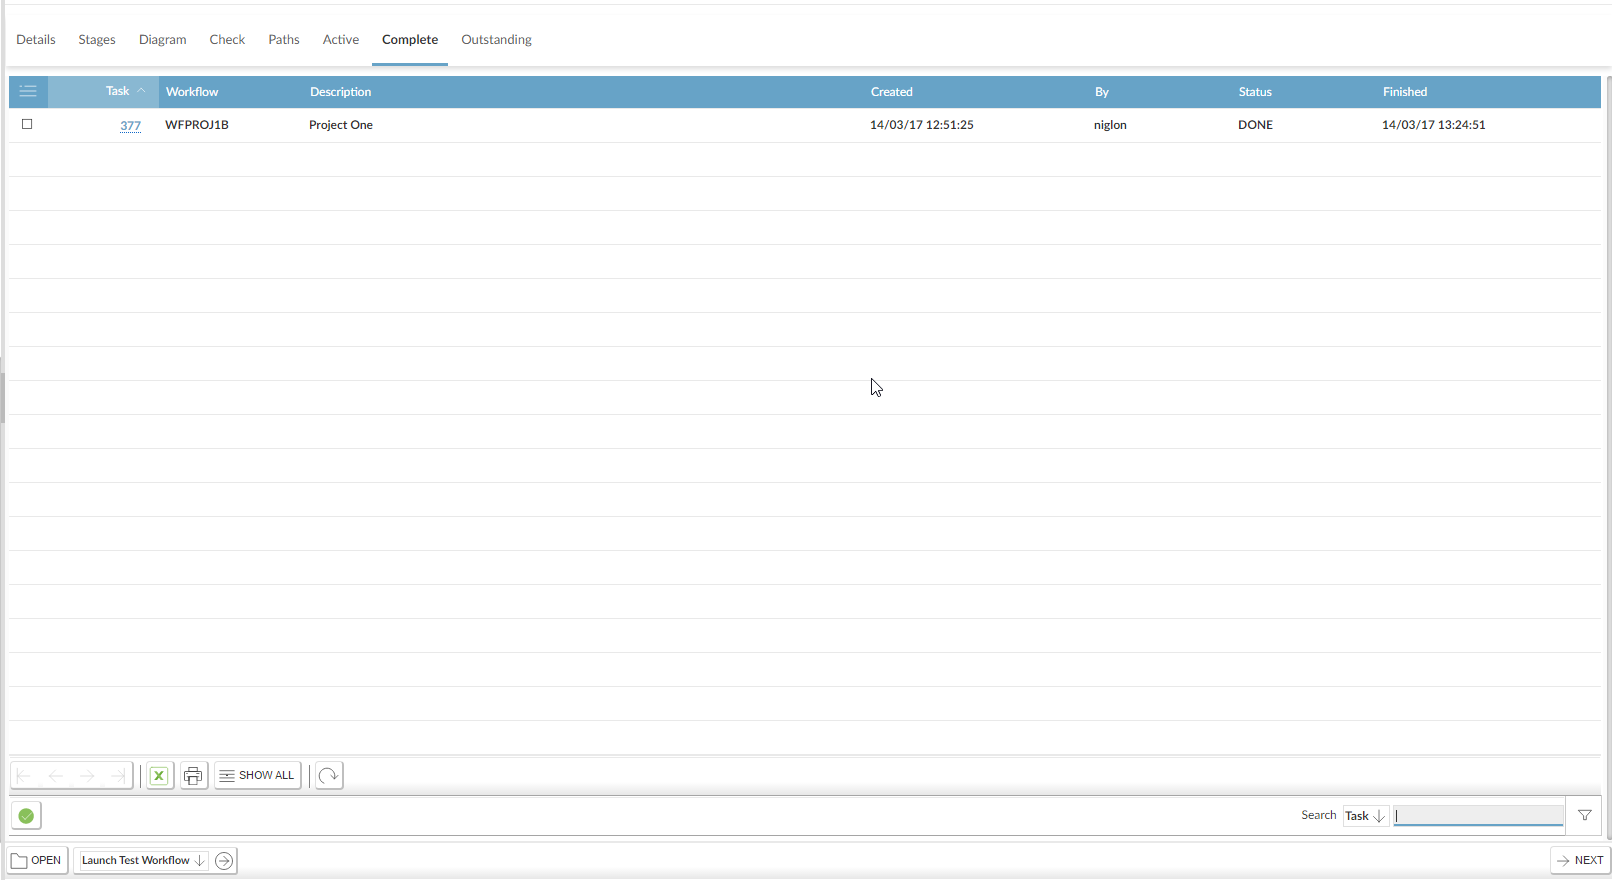 Details Stages Diagram Check Paths Active Complete Outstanding
Task Workflow Description Created By Status Finished
377 WFPROJ1B Project One 14/03/17 12:51:25 niglon DONE 14/03/17 13:24:51
X SHOW ALL
Search Task
OPEN Launch Test Workflow NEXT